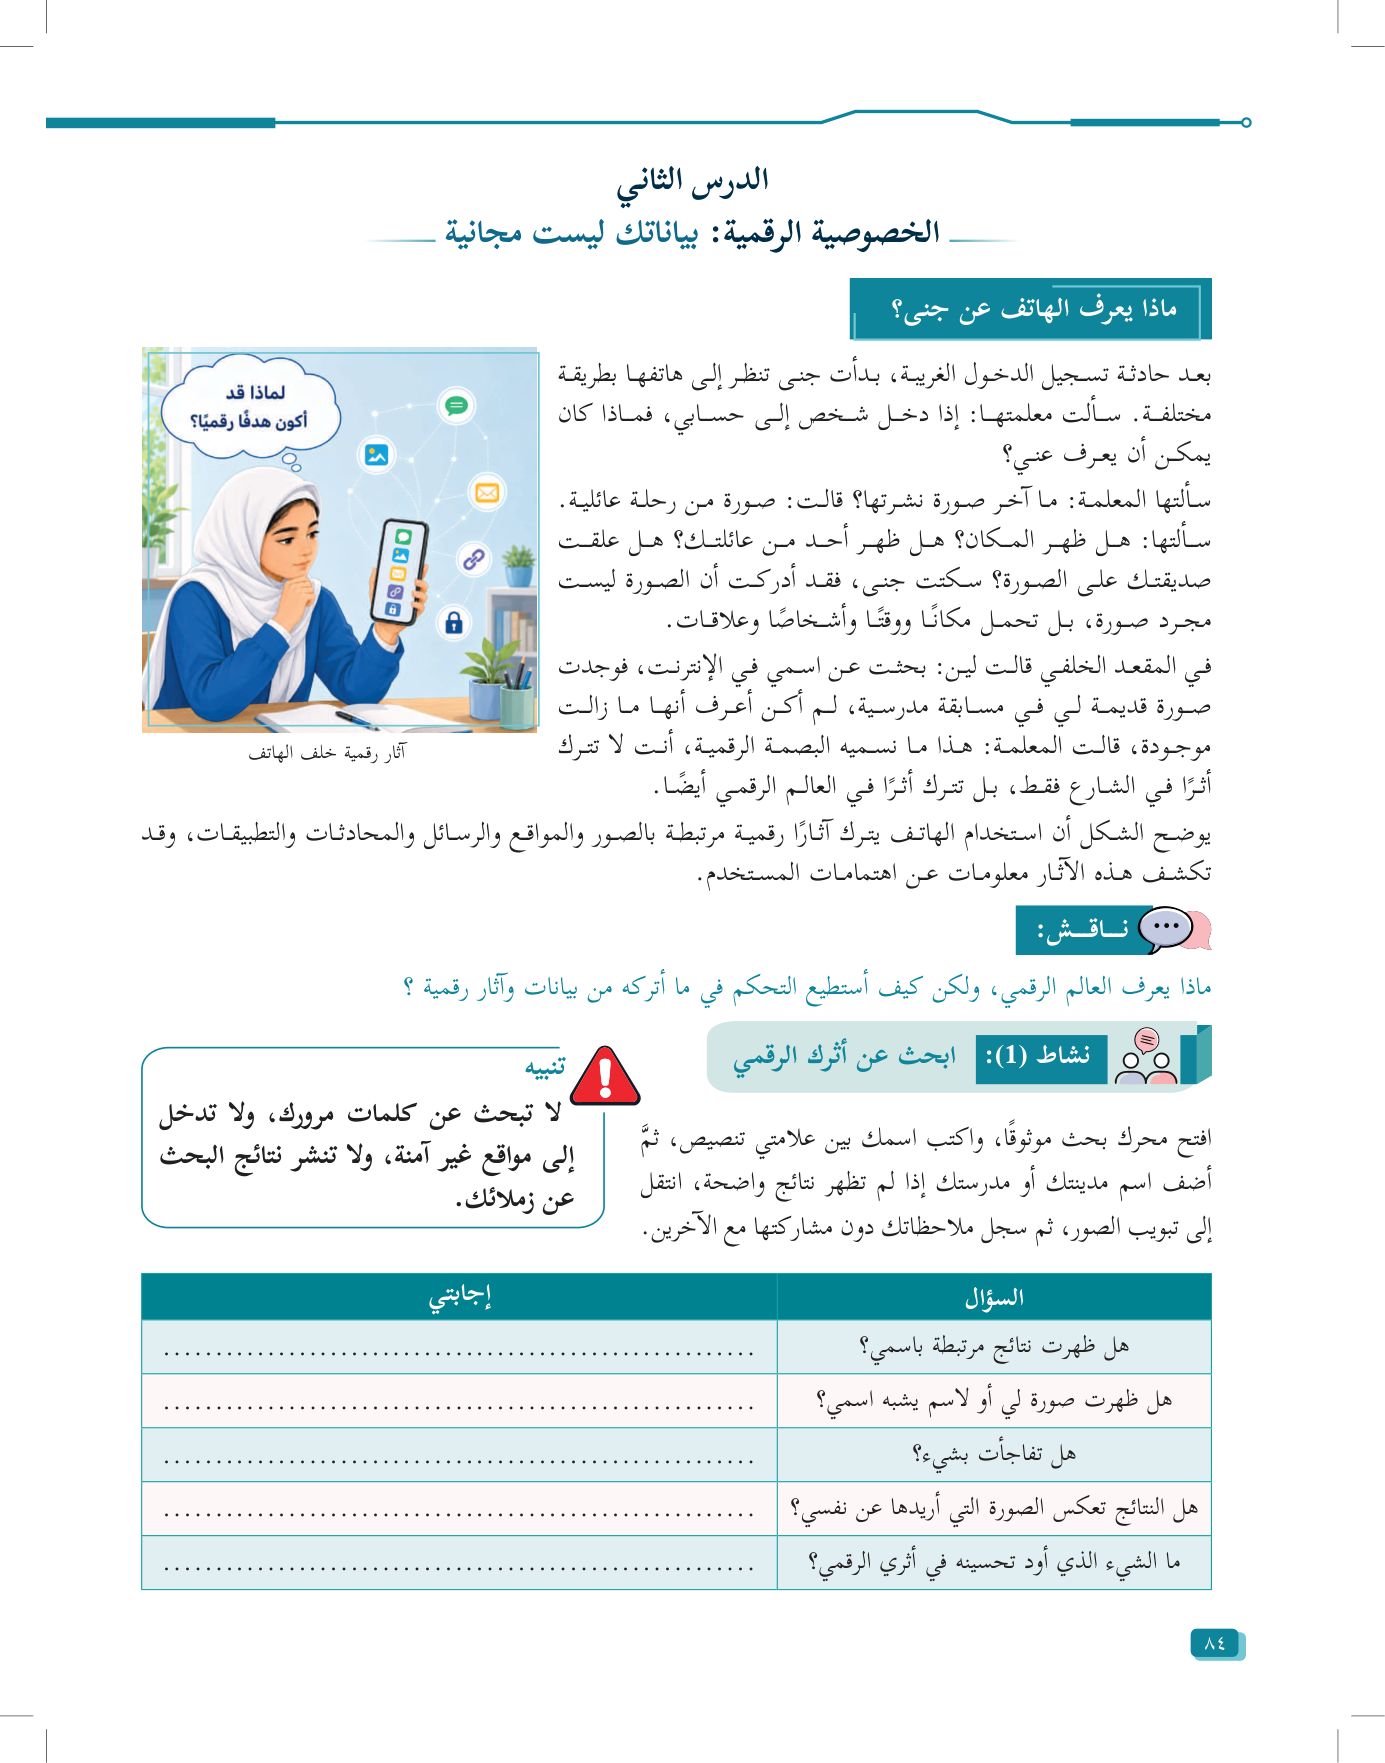 الدرس الثاني
الخصوصية الرقمية: بياناتك ليست مجانية
ماذا يعرف الهاتف عن جنى؟
بعد حادثة تسجيل الدخول الغريبة، بدأت جنى تنظر إلى هاتفها بطريقة
مختلفة. سألت معلمتها: إذا دخل شخص إلى حسابي، فماذا كان
يمكن أن يعرف عني؟
سألتها المعلمة: ما آخر صورة نشرتها؟ قالت: صورة من رحلة عائلية.
سألتها: هل ظهر المكان؟ هل ظهر أحد من عائلتك؟ هل علقت
صديقتك على الصورة؟ سكتت جنى، فقد أدركت أن الصورة ليست
مجرد صورة، بل تحمل مكانًا ووقتًا وأشخاصًا وعلاقات.
في المقعد الخلفي قالت لين: بحثت عن اسمي في الإنترنت، فوجدت
صورة قديمة لي في مسابقة مدرسية، لم أكن أعرف أنها ما زالت
موجودة، قالت المعلمة: هذا ما نسميه البصمة الرقمية، أنت لا تترك
أثرًا في الشارع فقط، بل تترك أثرًا في العالم الرقمي أيضًا.
لماذا قد
أكون هدفًا رقميًا؟
آثار رقمية خلف الهاتف
يوضح الشكل أن استخدام الهاتف يترك آثارًا رقمية مرتبطة بالصور والمواقع والرسائل والمحادثات والتطبيقات، وقد
تكشف هذه الآثار معلومات عن اهتمامات المستخدم.
ناقش:
ماذا يعرف العالم الرقمي، ولكن كيف أستطيع التحكم في ما أتركه من بيانات وآثار رقمية ؟
نشاط (1): ابحث عن أثرك الرقمي
افتح محرك بحث موثوقًا، واكتب اسمك بين علامتي تنصيص، ثمَّ
أضف اسم مدينتك أو مدرستك إذا لم تظهر نتائج واضحة، انتقل
إلى تبويب الصور، ثم سجل ملاحظاتك دون مشاركتها مع الآخرين.
تنبيه
لا تبحث عن كلمات مرورك، ولا تدخل
إلى مواقع غير آمنة، ولا تنشر نتائج البحث
عن زملائك.
السؤال إجابتي
هل ظهرت نتائج مرتبطة باسمي؟ ........................................................
هل ظهرت صورة لي أو لاسم يشبه اسمي؟ ........................................................
هل تفاجأت بشيء؟ ........................................................
هل النتائج تعكس الصورة التي أريدها عن نفسي؟ ........................................................
ما الشيء الذي أود تحسينه في أثري الرقمي؟ ........................................................
٨٤